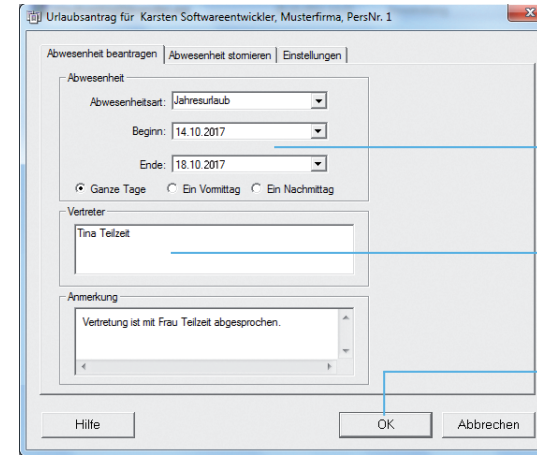 Urlaubsantrag für Karsten Softwareentwickler, Musterfirma, PersNr. 1
Abwesenheit beantragen Abwesenheit stornieren Einstellungen
Abwesenheit
Abwesenheitsart: Jahresurlaub
Beginn: 14.10.2017
Ende: 18.10.2017
Ganze Tage Ein Vormittag Ein Nachmittag
Vertreter
Tina Teilzeit
Anmerkung
Vertretung ist mit Frau Teilzeit abgesprochen.
Hilfe OK Abbrechen